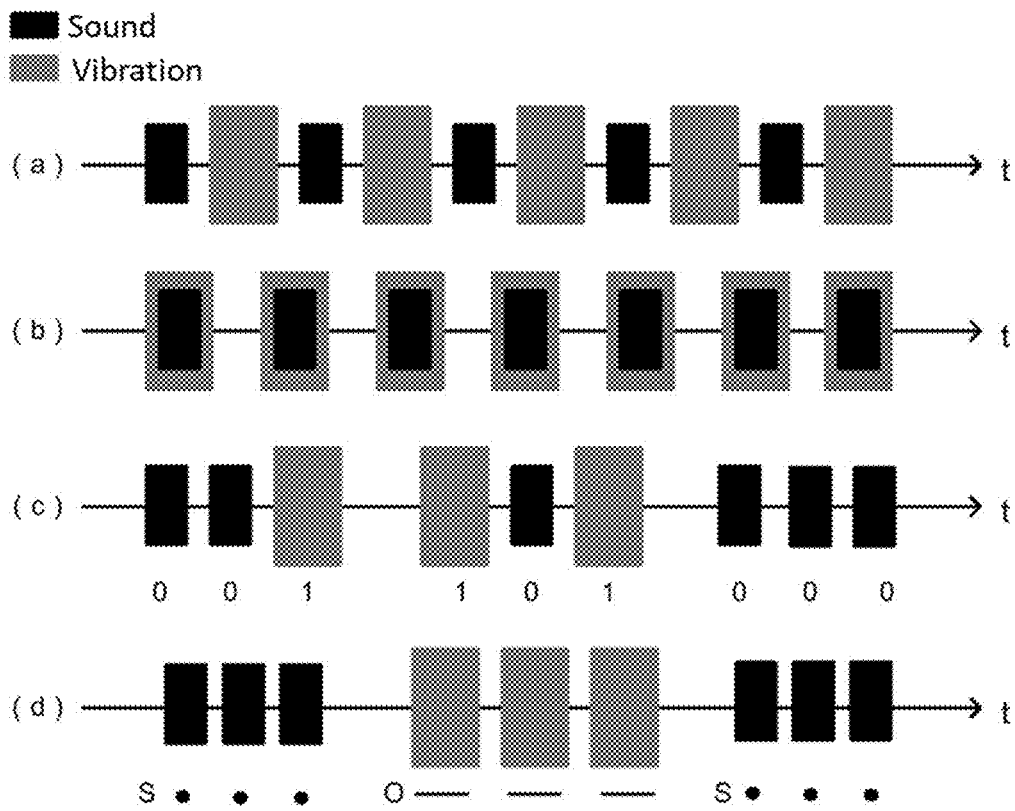 Sound
Vibration
(a) t
(b) t
(c) t
0 0 1 1 0 1 0 0 0
(d) t
S O S